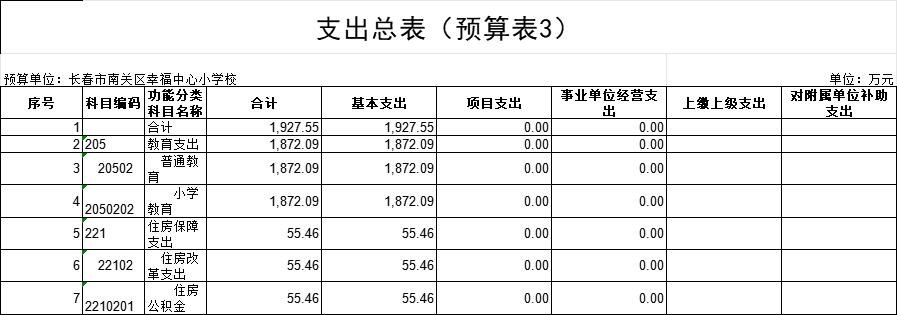 支出总表（预算表3）
预算单位：长春市南关区幸福中心小学校 单位：万元
序号 科目编码 功能分类科目名称 合计 基本支出 项目支出 事业单位经营支出 上缴上级支出 对附属单位补助支出
1 合计 1,927.55 1,927.55 0.00 0.00
2 205 教育支出 1,872.09 1,872.09 0.00 0.00
3 20502 普通教育 1,872.09 1,872.09 0.00 0.00
4 2050202 小学教育 1,872.09 1,872.09 0.00 0.00
5 221 住房保障支出 55.46 55.46 0.00 0.00
6 22102 住房改革支出 55.46 55.46 0.00 0.00
7 2210201 住房公积金 55.46 55.46 0.00 0.00